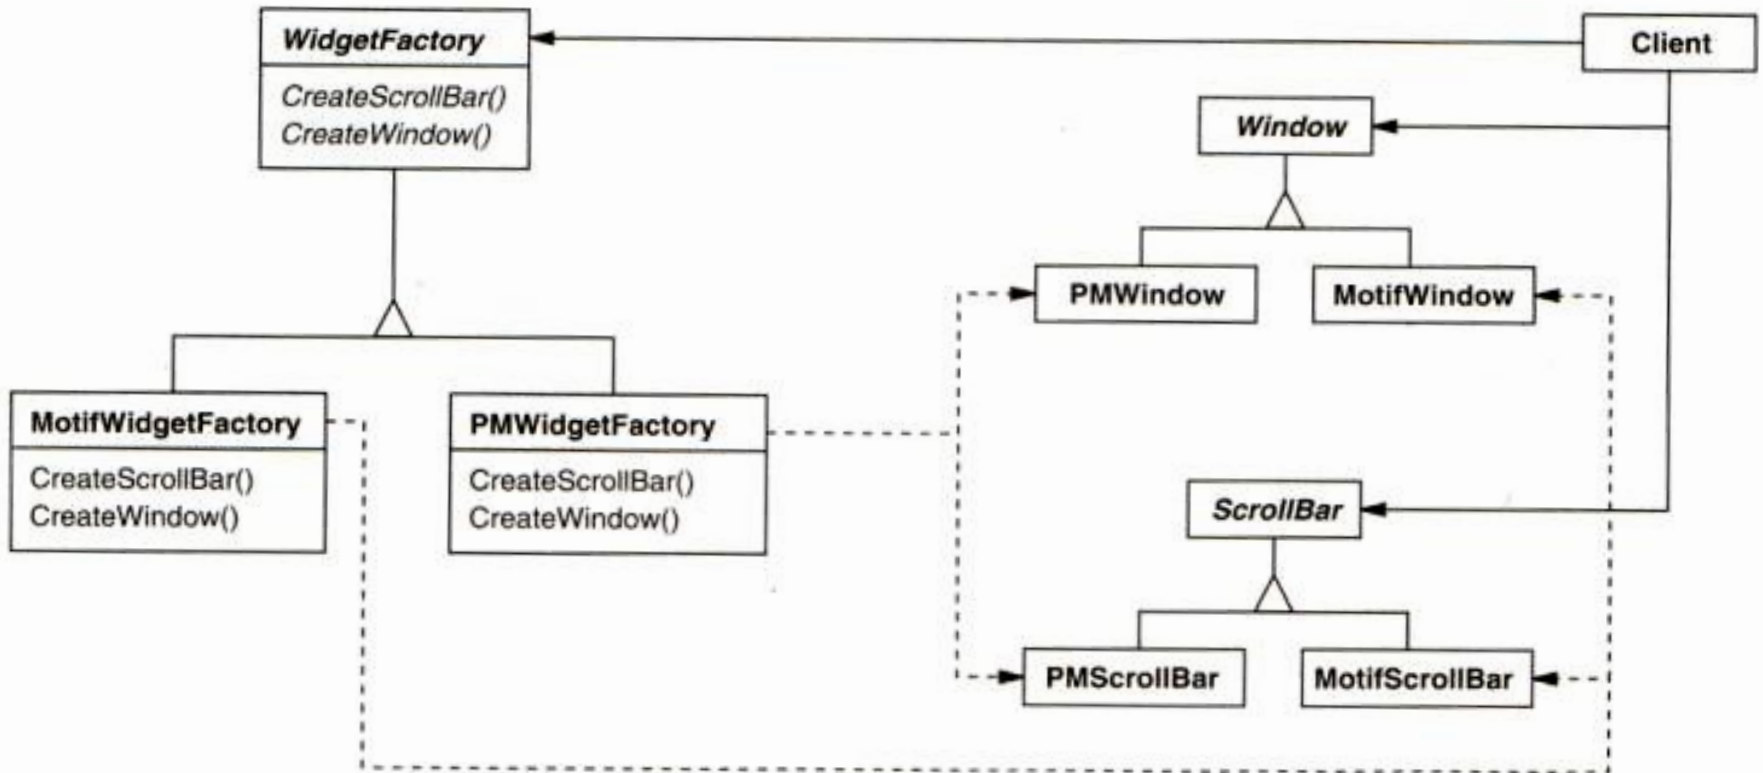 WidgetFactory
CreateScrollBar()
CreateWindow()
Client
Window
PMWindow
MotifWindow
MotifWidgetFactory
CreateScrollBar()
CreateWindow()
PMWidgetFactory
CreateScrollBar()
CreateWindow()
ScrollBar
PMScrollBar
MotifScrollBar